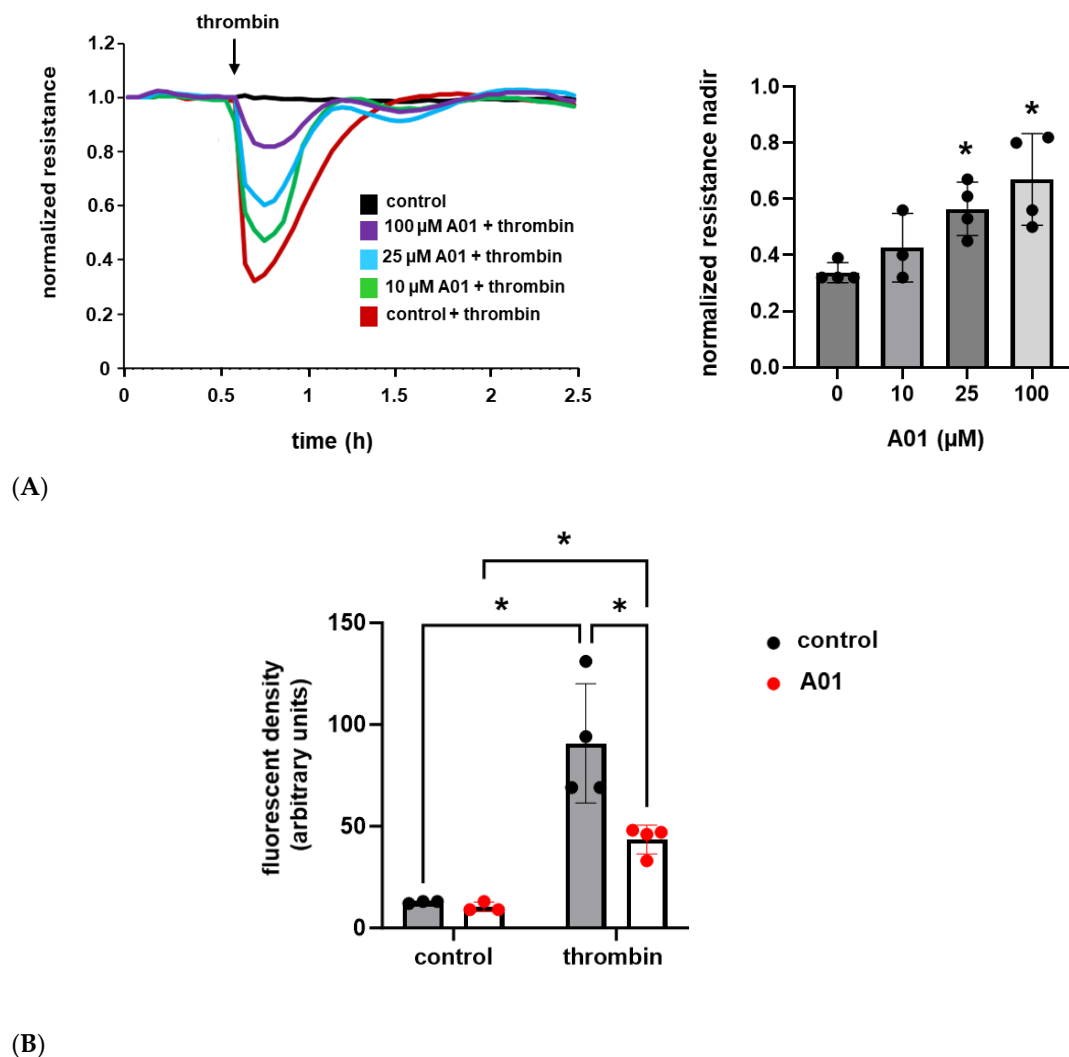 thrombin
1.2
1.0
0.8
0.6
0.4
0.2
0
normalized resistance
control
100 µM A01 + thrombin
25 µM A01 + thrombin
10 µM A01 + thrombin
control + thrombin
0
0.5
1
1.5
2
2.5
time (h)
1.0
0.8
0.6
0.4
0.2
0.0
normalized resistance nadir
*
*
0
10
25
100
A01 (µM)
(A)
*
*
*
150
100
50
0
fluorescent density
(arbitrary units)
control
thrombin
control
A01
(B)